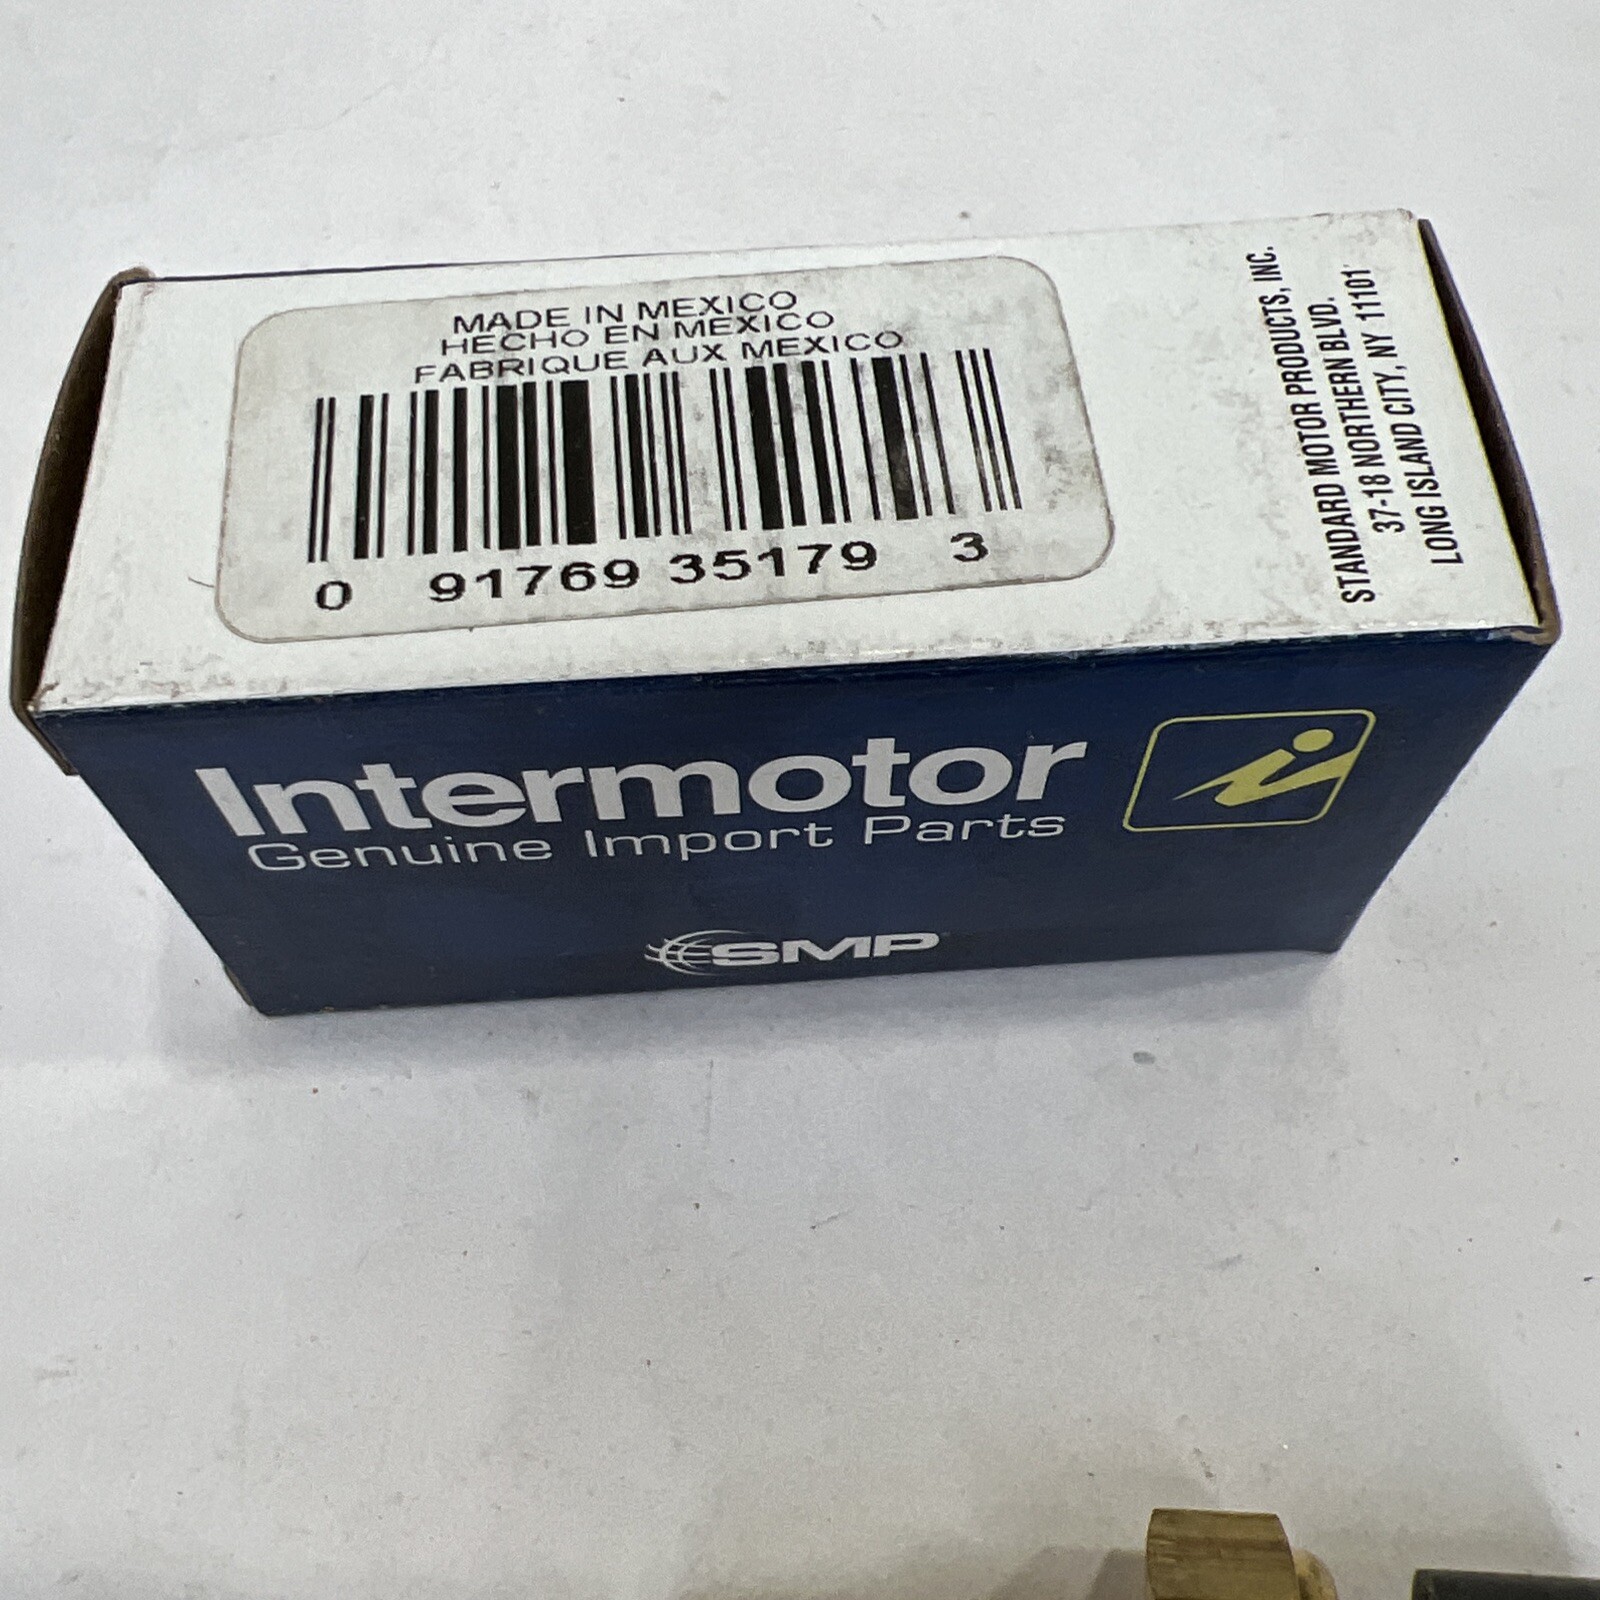 MADE IN MEXICO
HECHO EN MEXICO
FABRIQUE AUX MEXICO
0 91769 35179 3
STANDARD MOTOR PRODUCTS, INC.
37-18 NORTHERN BLVD.
LONG ISLAND CITY, NY 11101
Intermotor
Genuine Import Parts
SMP